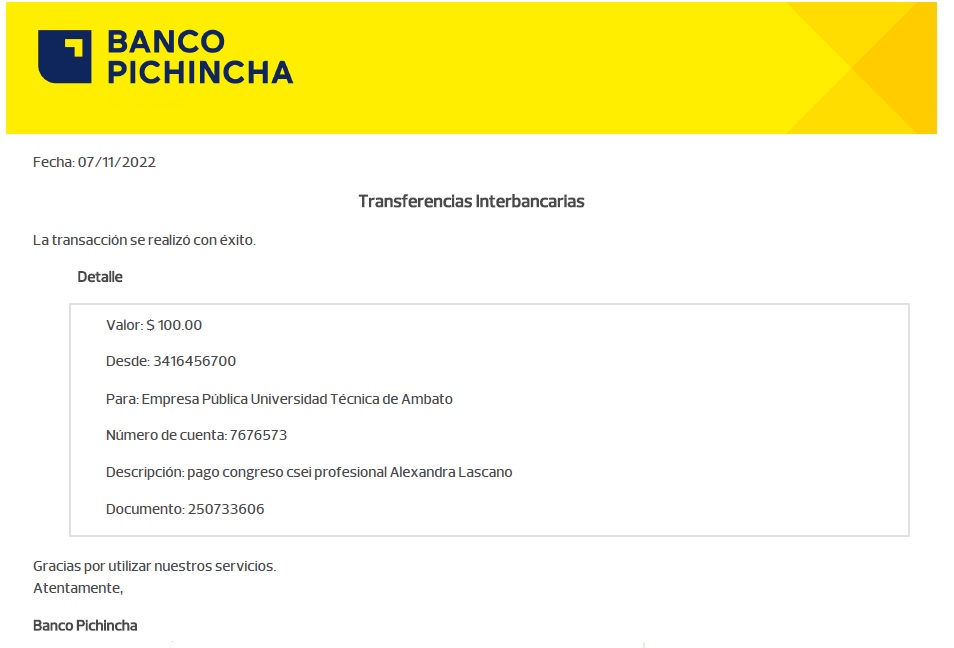 BANCO
PICHINCHA
Fecha: 07/11/2022
Transferencias Interbancarias
La transacción se realizó con éxito.
Detalle
Valor: $ 100.00
Desde: 3416456700
Para: Empresa Pública Universidad Técnica de Ambato
Número de cuenta: 7676573
Descripción: pago congreso csei profesional Alexandra Lascano
Documento: 250733606
Gracias por utilizar nuestros servicios.
Atentamente,
Banco Pichincha